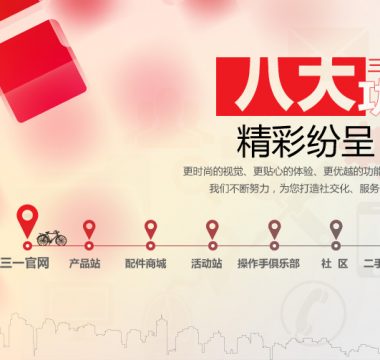 八大
精彩纷呈
更时尚的视觉、更贴心的体验、更优越的功能
我们不断努力，为您打造社交化、服务
三一官网 产品站 配件商城 活动站 操作手俱乐部 社 区 二手